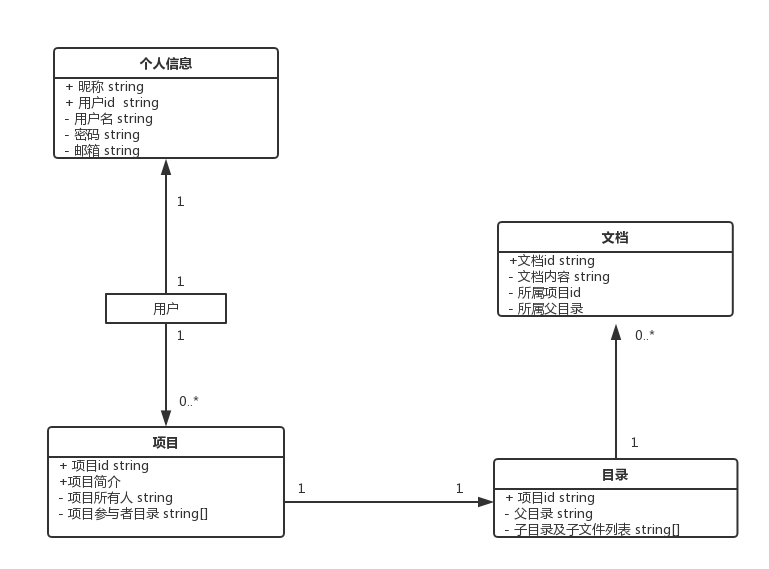 个人信息
+ 昵称 string
+ 用户id  string
- 用户名 string
- 密码 string
- 邮箱 string
1
1
用户
1
0..*
项目
+ 项目id string
+项目简介
- 项目所有人 string
- 项目参与者目录 string[]
1
1
文档
+文档id string
- 文档内容 string
- 所属项目id
- 所属父目录
0..*
1
目录
+ 项目id string
- 父目录 string
- 子目录及子文件列表 string[]